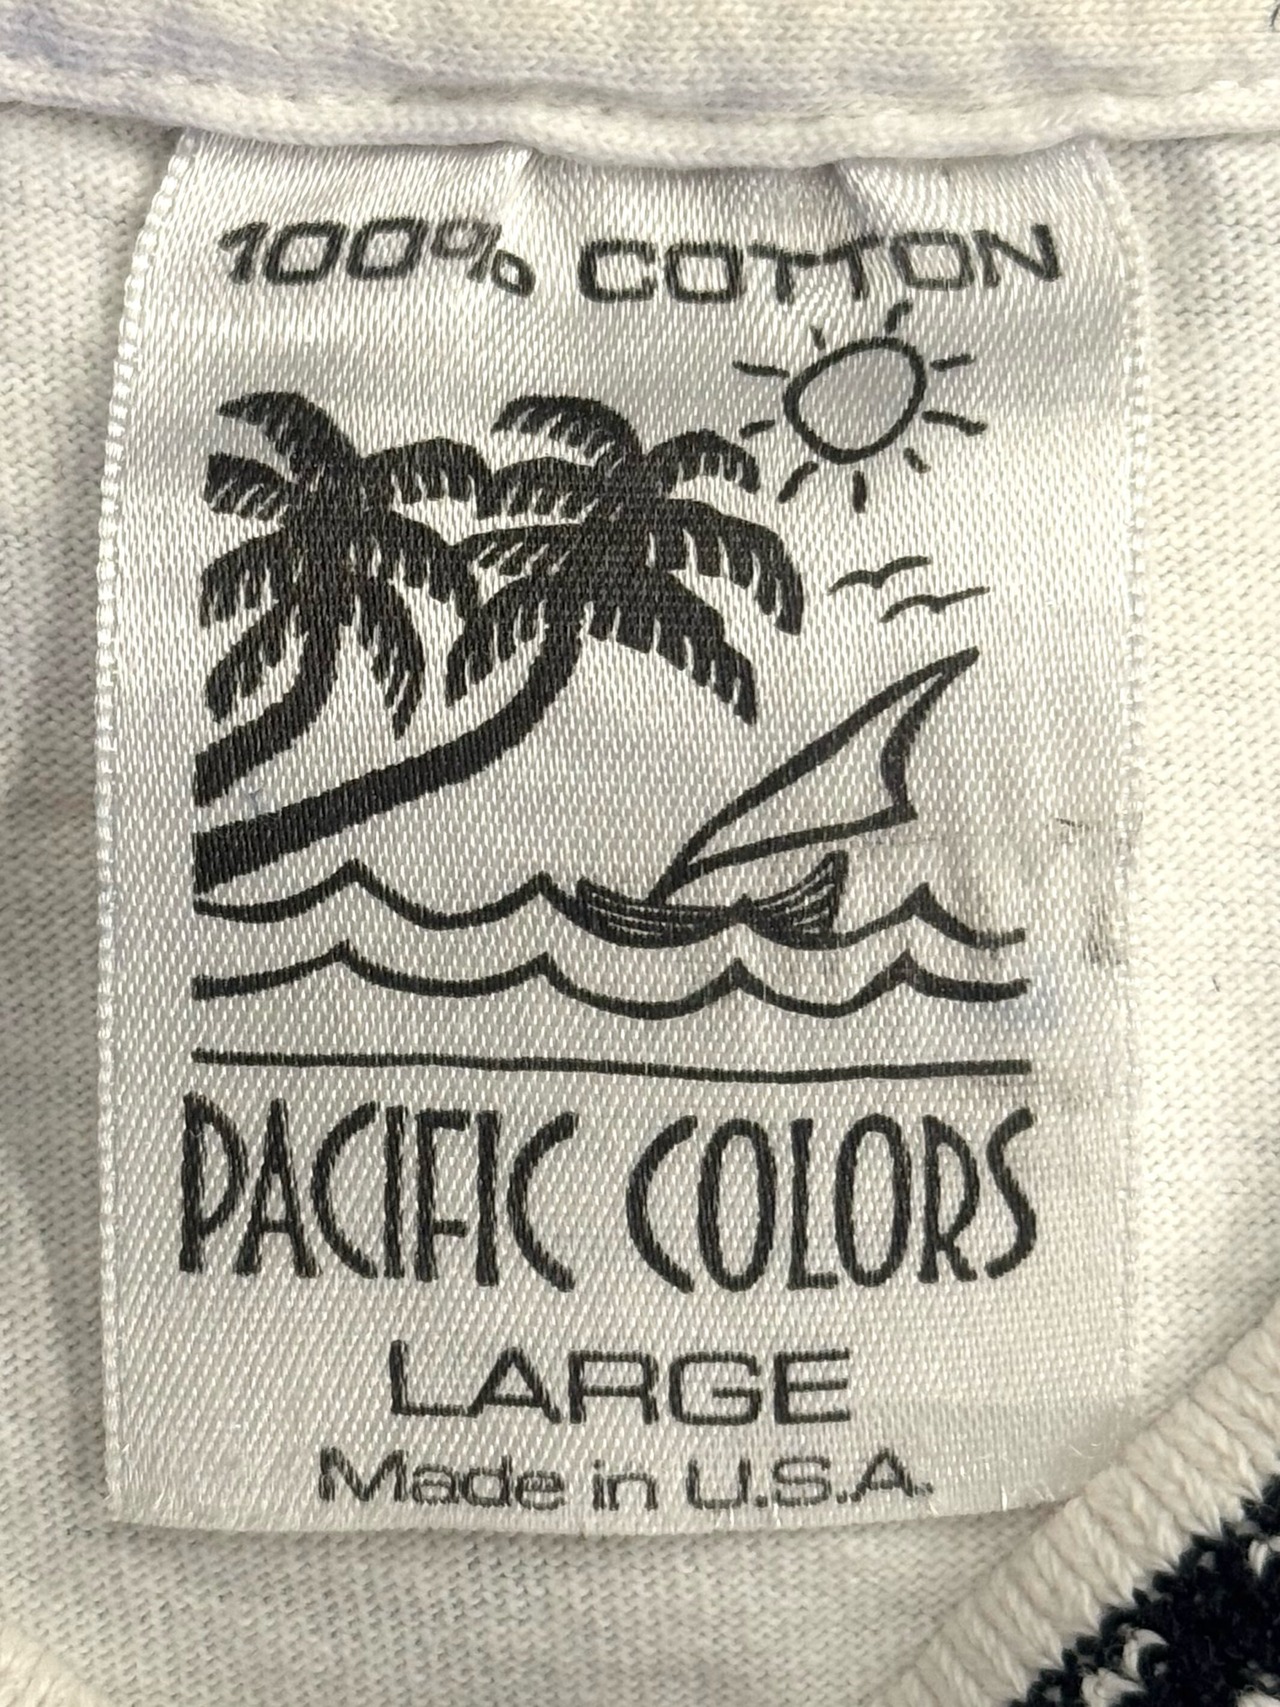 100% COTTON
PACIFIC COLORS
LARGE
Made in U.S.A.